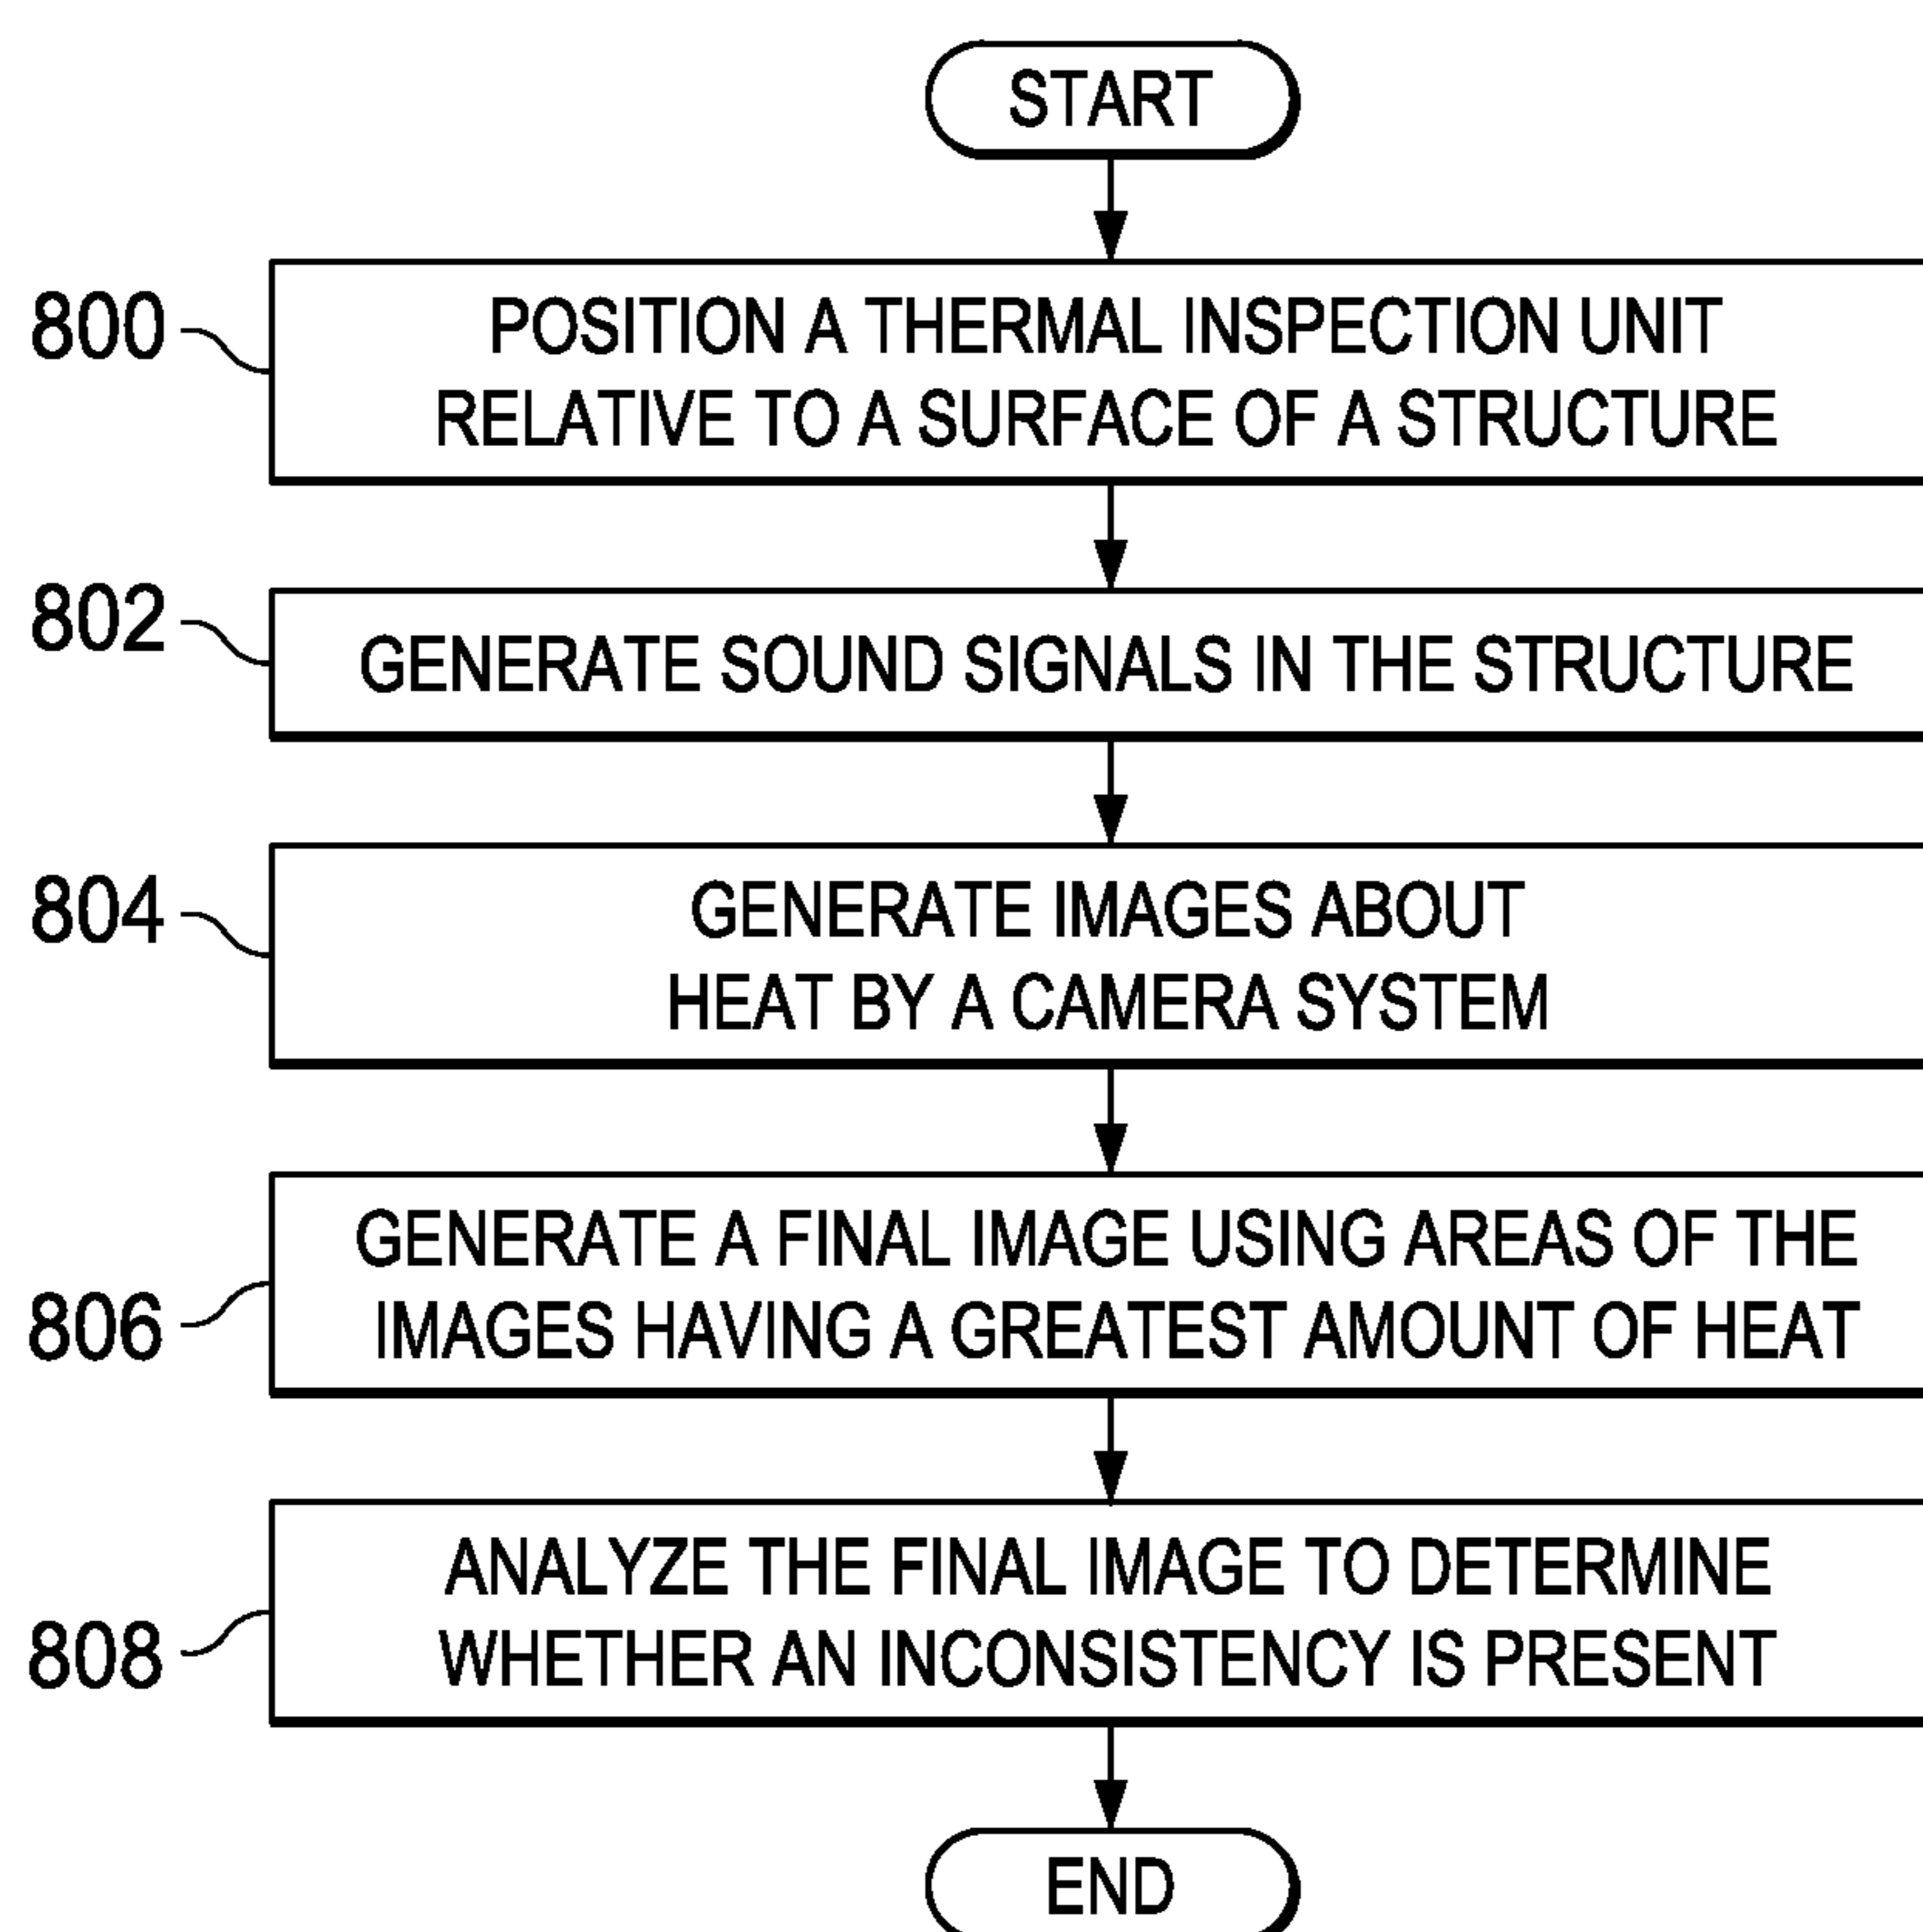 START
800
POSITION A THERMAL INSPECTION UNIT
RELATIVE TO A SURFACE OF A STRUCTURE
802
GENERATE SOUND SIGNALS IN THE STRUCTURE
804
GENERATE IMAGES ABOUT
HEAT BY A CAMERA SYSTEM
806
GENERATE A FINAL IMAGE USING AREAS OF THE
IMAGES HAVING A GREATEST AMOUNT OF HEAT
808
ANALYZE THE FINAL IMAGE TO DETERMINE
WHETHER AN INCONSISTENCY IS PRESENT
END